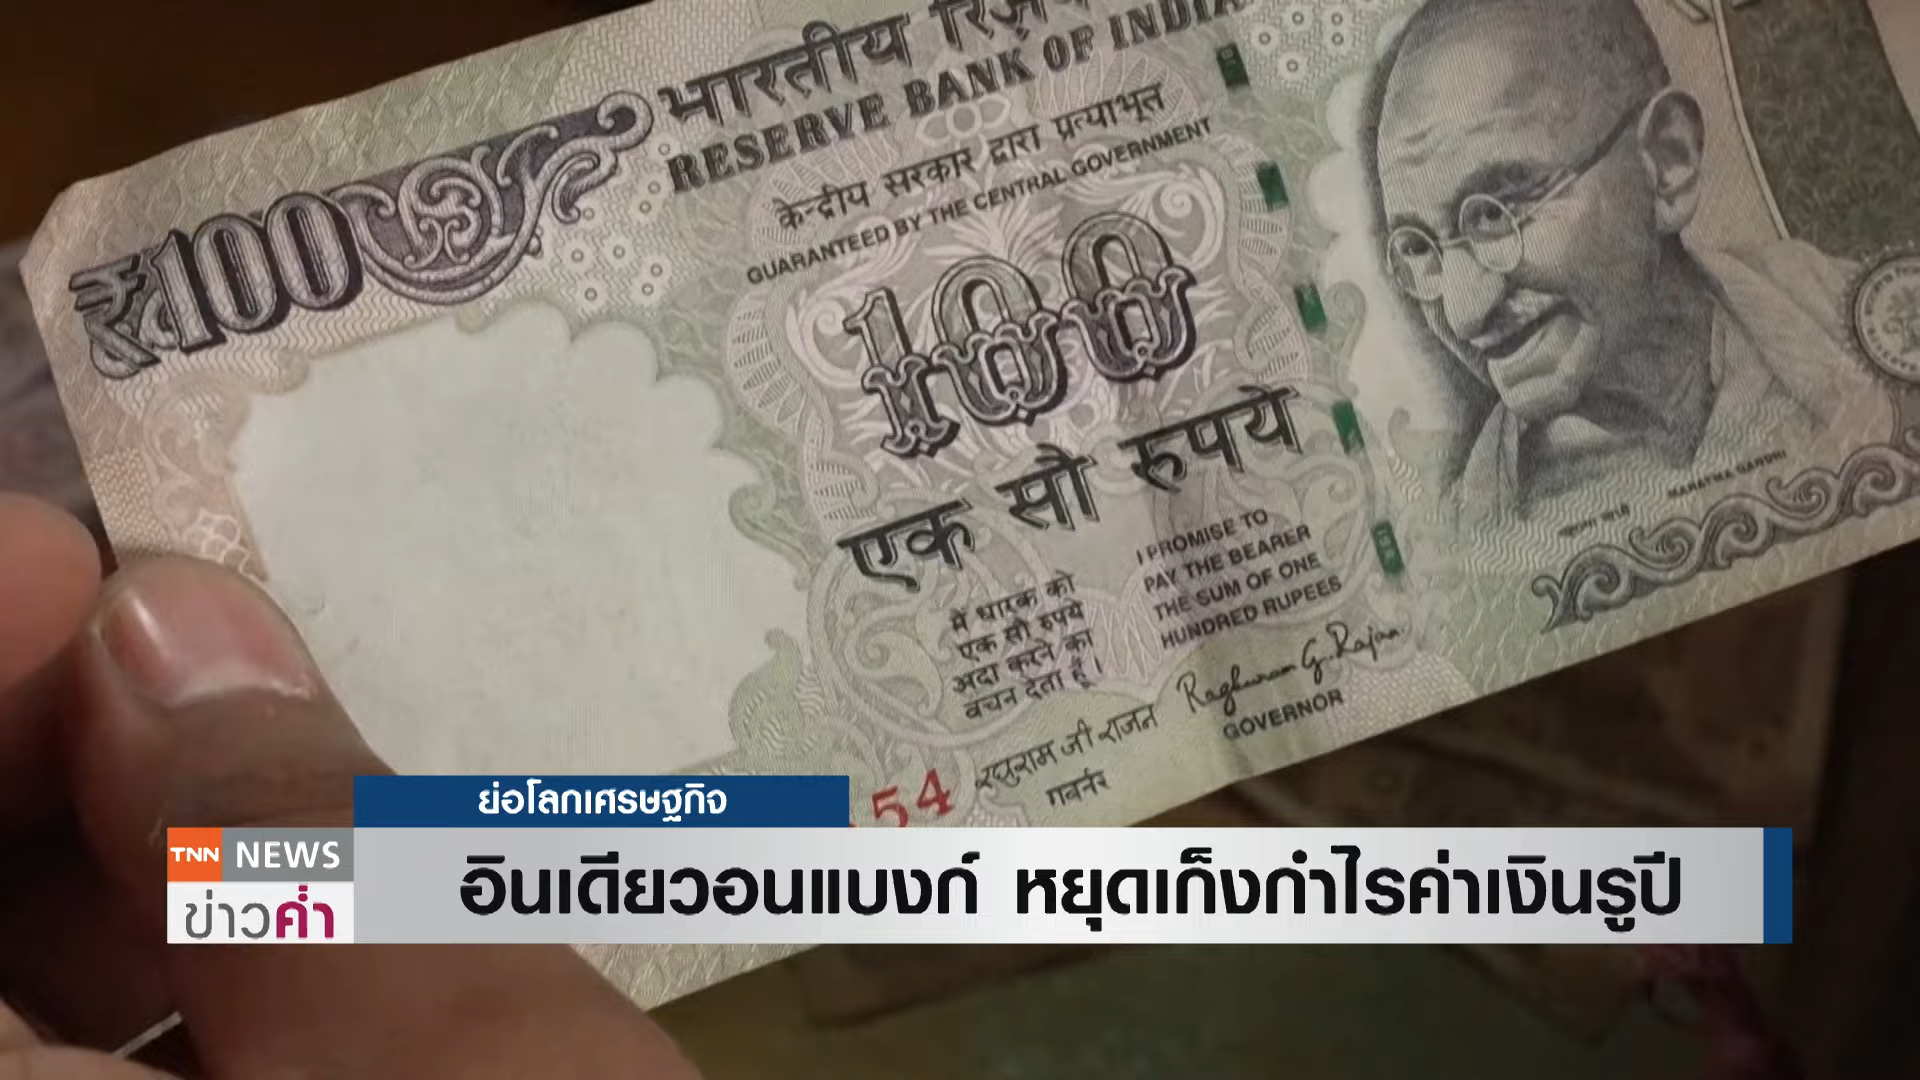 भारतीय रिज़र्व
RESERVE BANK OF INDIA
केन्द्रीय सरकार द्वारा प्रत्याभूत
GUARANTEED BY THE CENTRAL GOVERNMENT
₹100
100
एक सौ रुपये
मैं धारक को
एक सौ रुपये
अदा करने का
वचन देता हूँ।
I PROMISE TO
PAY THE BEARER
THE SUM OF ONE
HUNDRED RUPEES
रघुराम जी राजन
गवर्नर
Raghuram G. Rajan
GOVERNOR
महात्मा गांधी
MAHATMA GANDHI
54
ย่อโลกเศรษฐกิจ
TNN NEWS
ข่าวค่ำ
อินเดียวอนแบงก์ หยุดเก็งกำไรค่าเงินรูปี